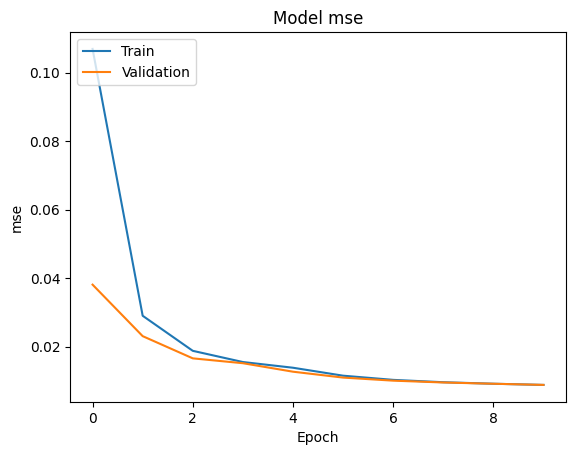 Model mse
Train
Validation
0.10
0.08
0.06
0.04
0.02
mse
0 2 4 6 8
Epoch